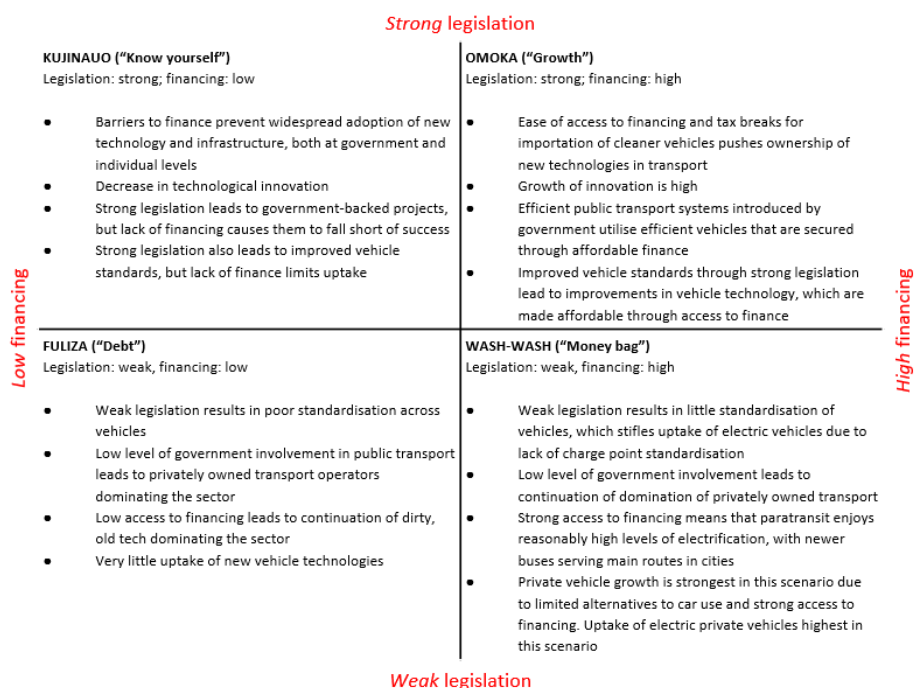 Strong legislation
KUJINAUO (“Know yourself”)
Legislation: strong; financing: low
● Barriers to finance prevent widespread adoption of new
technology and infrastructure, both at government and
individual levels
● Decrease in technological innovation
● Strong legislation leads to government-backed projects,
but lack of financing causes them to fall short of success
● Strong legislation also leads to improved vehicle
standards, but lack of finance limits uptake
OMOKA (“Growth”)
Legislation: strong; financing: high
● Ease of access to financing and tax breaks for
importation of cleaner vehicles pushes ownership of
new technologies in transport
● Growth of innovation is high
● Efficient public transport systems introduced by
government utilise efficient vehicles that are secured
through affordable finance
● Improved vehicle standards through strong legislation
lead to improvements in vehicle technology, which are
made affordable through access to finance
Low financing
High financing
FULIZA (“Debt”)
Legislation: weak, financing: low
● Weak legislation results in poor standardisation across
vehicles
● Low level of government involvement in public transport
leads to privately owned transport operators
dominating the sector
● Low access to financing leads to continuation of dirty,
old tech dominating the sector
● Very little uptake of new vehicle technologies
WASH-WASH (“Money bag”)
Legislation: weak, financing: high
● Weak legislation results in little standardisation of
vehicles, which stifles uptake of electric vehicles due to
lack of charge point standardisation
● Low level of government involvement leads to
continuation of domination of privately owned transport
● Strong access to financing means that paratransit enjoys
reasonably high levels of electrification, with newer
buses serving main routes in cities
● Private vehicle growth is strongest in this scenario due
to limited alternatives to car use and strong access to
financing. Uptake of electric private vehicles highest in
this scenario
Weak legislation